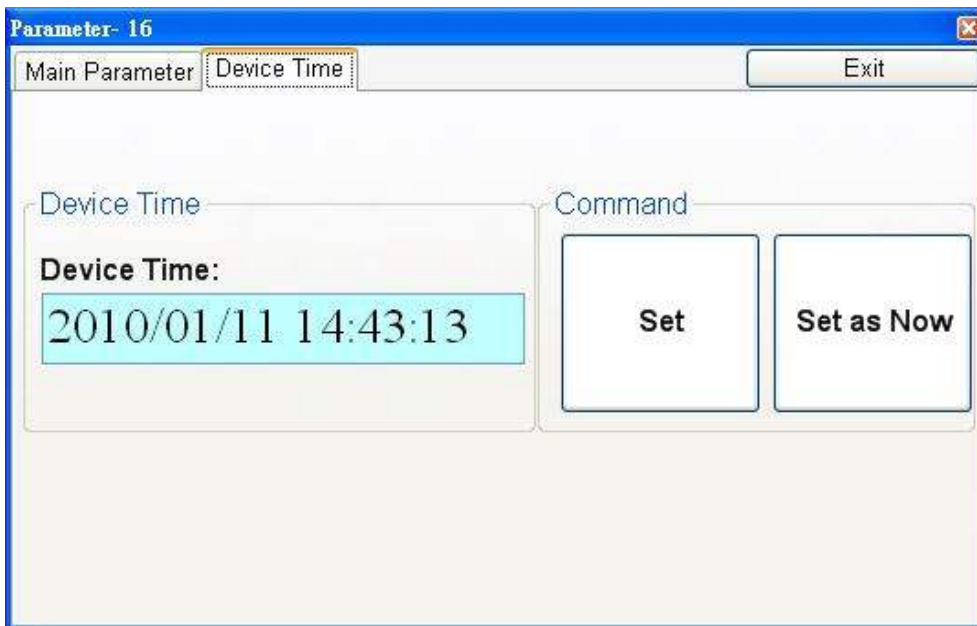 Parameter- 16
Main Parameter Device Time Exit
Device Time
Device Time:
2010/01/11 14:43:13
Command
Set Set as Now